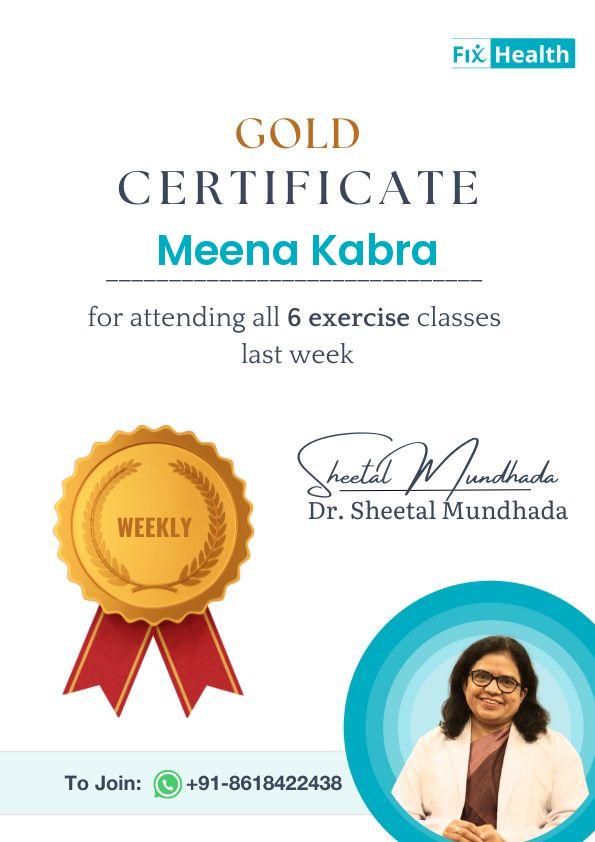 Fix Health
GOLD
CERTIFICATE
Meena Kabra
for attending all 6 exercise classes
last week
WEEKLY
Sheetal Mundhada
Dr. Sheetal Mundhada
To Join: +91-8618422438